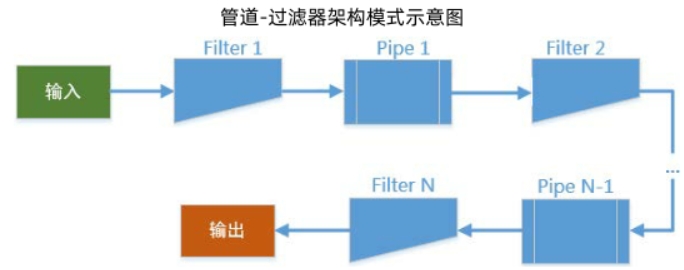 管道-过滤器架构模式示意图
Filter 1
Pipe 1
Filter 2
输入
...
Filter N
Pipe N-1
输出